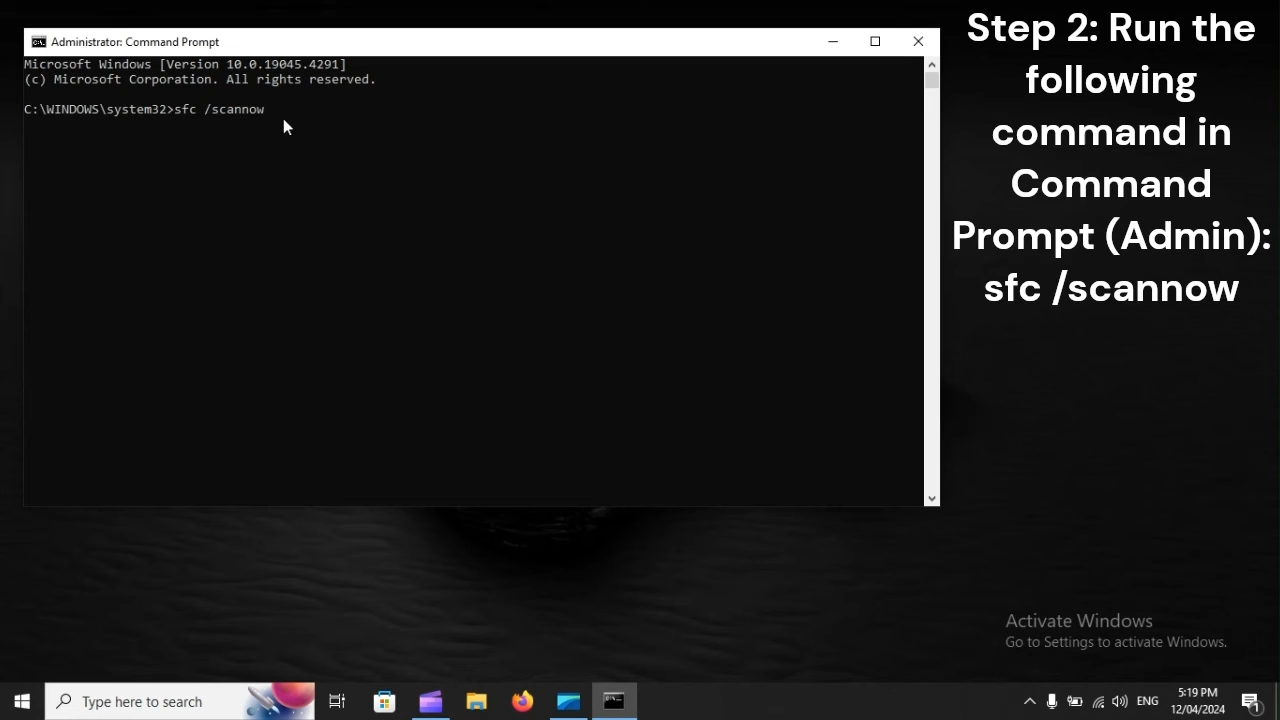 Administrator: Command Prompt
Microsoft Windows [Version 10.0.19045.4291]
(c) Microsoft Corporation. All rights reserved.
C:\WINDOWS\system32>sfc /scannow
Step 2: Run the
following
command in
Command
Prompt (Admin):
sfc /scannow
Activate Windows
Go to Settings to activate Windows.
Type here to search
ENG
5:19 PM
12/04/2024
1